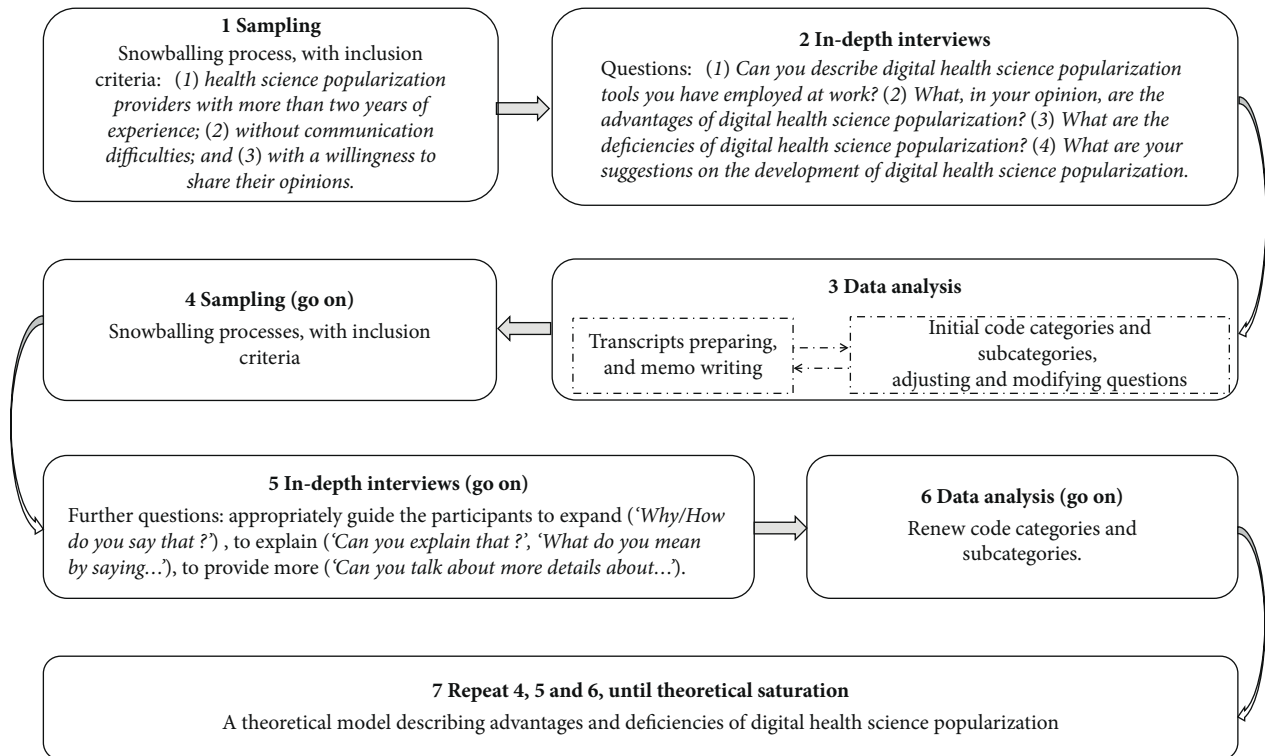 1 Sampling
Snowballing process, with inclusion
criteria: (1) health science popularization
providers with more than two years of
experience; (2) without communication
difficulties; and (3) with a willingness to
share their opinions.
2 In-depth interviews
Questions: (1) Can you describe digital health science popularization
tools you have employed at work? (2) What, in your opinion, are the
advantages of digital health science popularization? (3) What are the
deficiencies of digital health science popularization? (4) What are your
suggestions on the development of digital health science popularization.
3 Data analysis
Transcripts preparing,
and memo writing
Initial code categories and
subcategories,
adjusting and modifying questions
4 Sampling (go on)
Snowballing processes, with inclusion
criteria
5 In-depth interviews (go on)
Further questions: appropriately guide the participants to expand (‘Why/How
do you say that ?’) , to explain (‘Can you explain that ?’, ‘What do you mean
by saying…’), to provide more (‘Can you talk about more details about…’).
6 Data analysis (go on)
Renew code categories and
subcategories.
7 Repeat 4, 5 and 6, until theoretical saturation
A theoretical model describing advantages and deficiencies of digital health science popularization